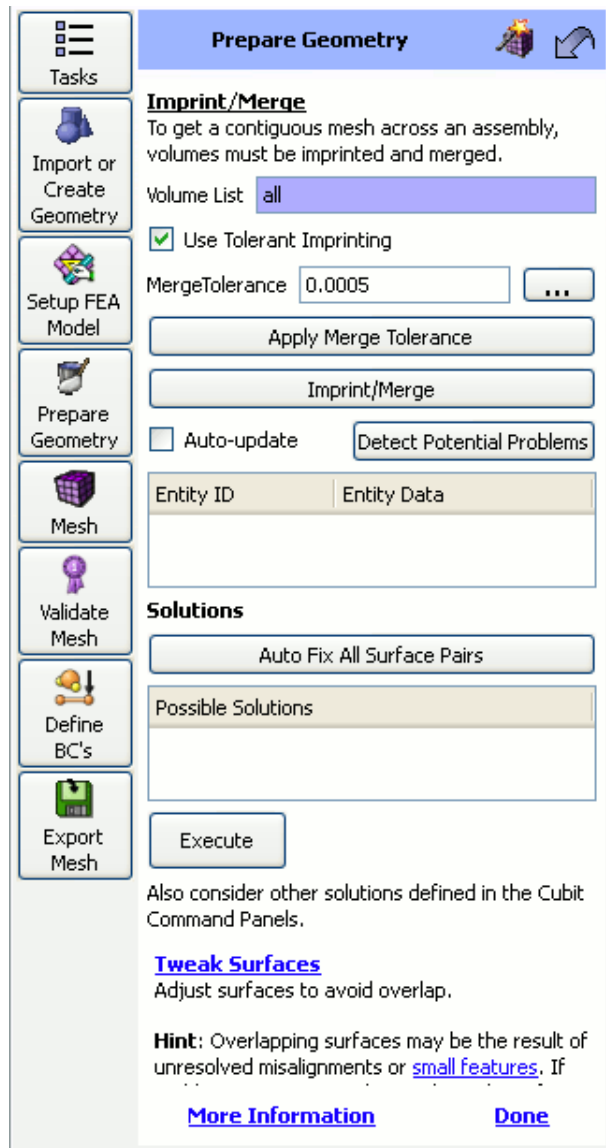 Tasks
Import or
Create
Geometry
Setup FEA
Model
Prepare
Geometry
Mesh
Validate
Mesh
Define
BC's
Export
Mesh
Prepare Geometry
Imprint/Merge
To get a contiguous mesh across an assembly,
volumes must be imprinted and merged.
Volume List all
Use Tolerant Imprinting
MergeTolerance 0.0005 ...
Apply Merge Tolerance
Imprint/Merge
Auto-update Detect Potential Problems
Entity ID Entity Data
Solutions
Auto Fix All Surface Pairs
Possible Solutions
Execute
Also consider other solutions defined in the Cubit
Command Panels.
Tweak Surfaces
Adjust surfaces to avoid overlap.
Hint: Overlapping surfaces may be the result of
unresolved misalignments or small features. If
More Information Done